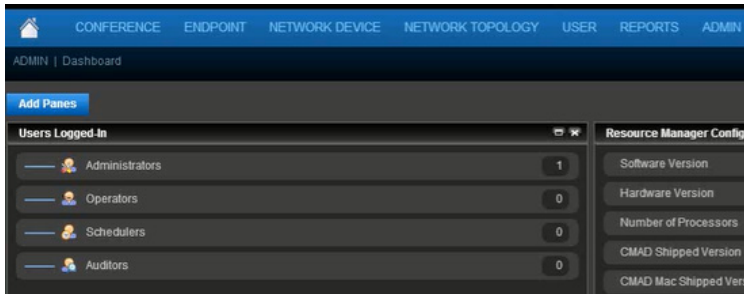 CONFERENCE ENDPOINT NETWORK DEVICE NETWORK TOPOLOGY USER REPORTS ADMIN
ADMIN | Dashboard
Add Panes
Users Logged-In
Administrators 1
Operators 0
Schedulers 0
Auditors 0
Resource Manager Config
Software Version
Hardware Version
Number of Processors
CMAD Shipped Version
CMAD Mac Shipped Ver